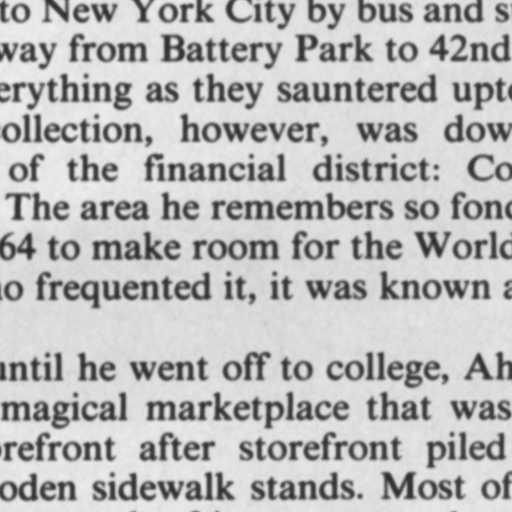 to New York City by bus and s
way from Battery Park to 42nd
erything as they sauntered upt
ollection, however, was dow
of the financial district: Co
The area he remembers so fond
64 to make room for the World
o frequented it, it was known a
until he went off to college, Ah
magical marketplace that was
refront after storefront piled
oden sidewalk stands. Most of